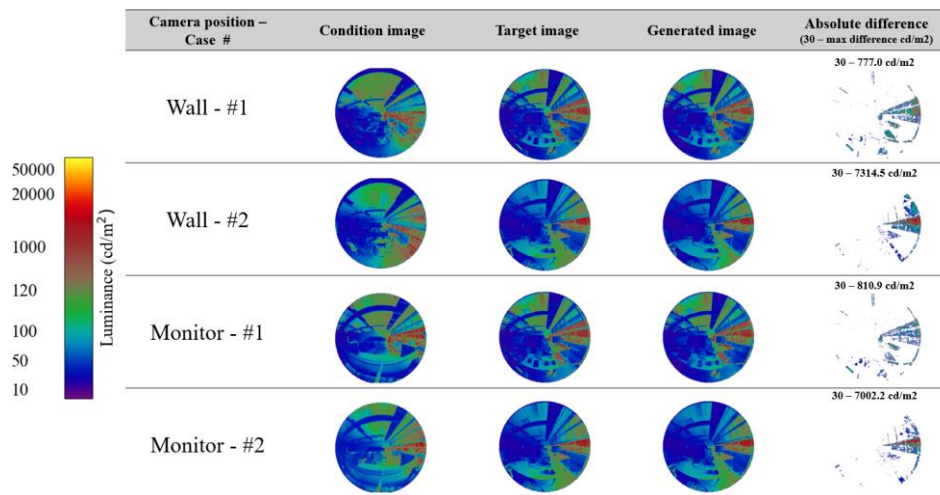 Camera position –
Case #
Condition image
Target image
Generated image
Absolute difference
(30 – max difference cd/m2)
30 – 777.0 cd/m2
Wall - #1
30 – 7314.5 cd/m2
Wall - #2
30 – 810.9 cd/m2
Monitor - #1
30 – 7002.2 cd/m2
Monitor - #2
50000
20000
1000
120
100
50
10
Luminance (cd/m²)